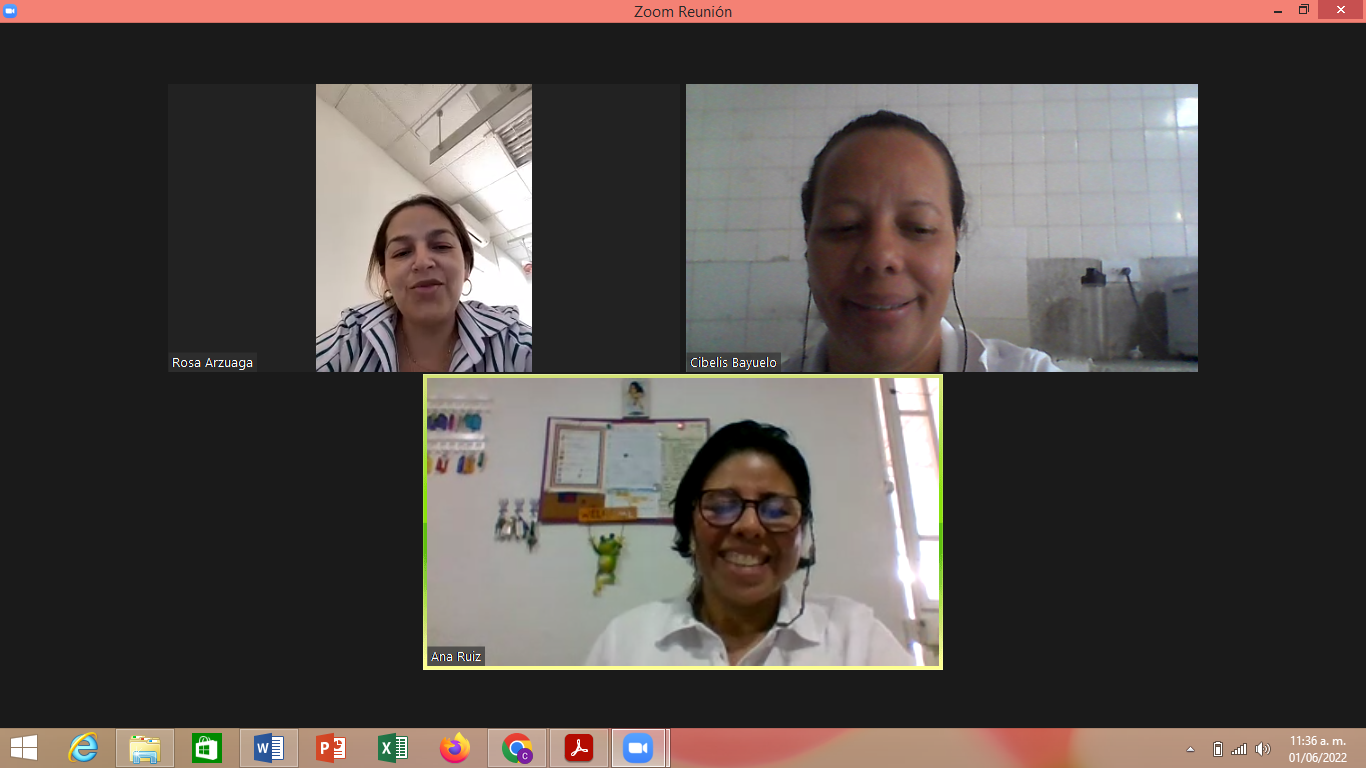 Zoom Reunión
Rosa Arzuaga
Cibelis Bayuelo
Ana Ruiz
11:36 a. m.
01/06/2022